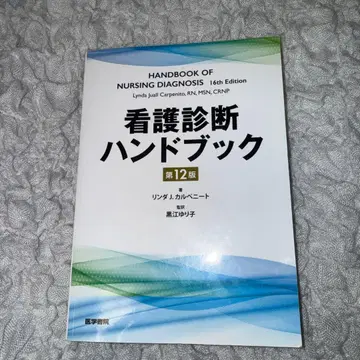 HANDBOOK OF
NURSING DIAGNOSIS 16th Edition
Lynda Juall Carpenito, RN, MSN, CRNP
看護診断
ハンドブック
第12版
著
リンダ J.カルペニート
監訳
黒江ゆり子
医学書院